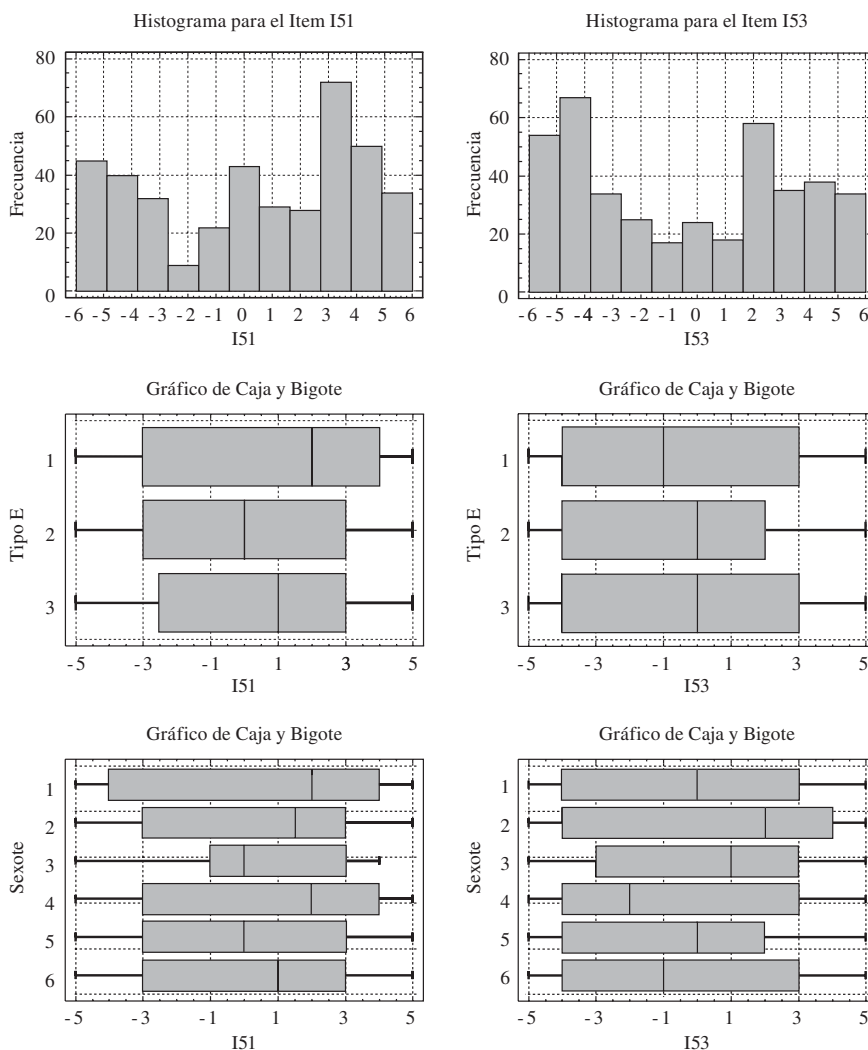 Histograma para el Item I51
80
60
40
20
0
Frecuencia
-6 -5 -4 -3 -2 -1 0 1 2 3 4 5 6
I51
Histograma para el Item I53
80
60
40
20
0
Frecuencia
-6 -5 -4 -3 -2 -1 0 1 2 3 4 5 6
I53
Gráfico de Caja y Bigote
Tipo E
1
2
3
-5 -3 -1 1 3 5
I51
Gráfico de Caja y Bigote
Tipo E
1
2
3
-5 -3 -1 1 3 5
I53
Gráfico de Caja y Bigote
Sexote
1
2
3
4
5
6
-5 -3 -1 1 3 5
I51
Gráfico de Caja y Bigote
Sexote
1
2
3
4
5
6
-5 -3 -1 1 3 5
I53